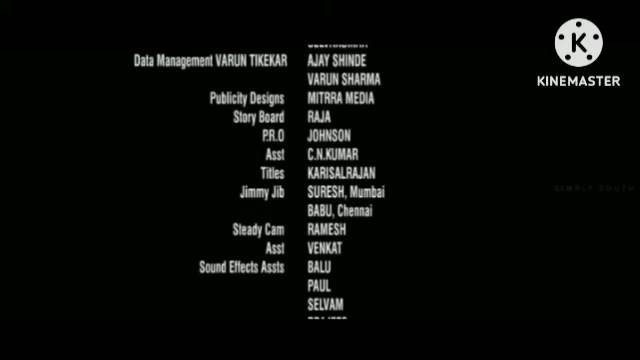 Data Management VARUN TIKEKAR AJAY SHINDE
VARUN SHARMA
Publicity Designs MITRRA MEDIA
Story Board RAJA
P.R.O JOHNSON
Asst C.N.KUMAR
Titles KARISALRAJAN
Jimmy Jib SURESH, Mumbai
BABU, Chennai
Steady Cam RAMESH
Asst VENKAT
Sound Effects Assts BALU
PAUL
SELVAM
K
KINEMASTER
SIMPLY SOUTH